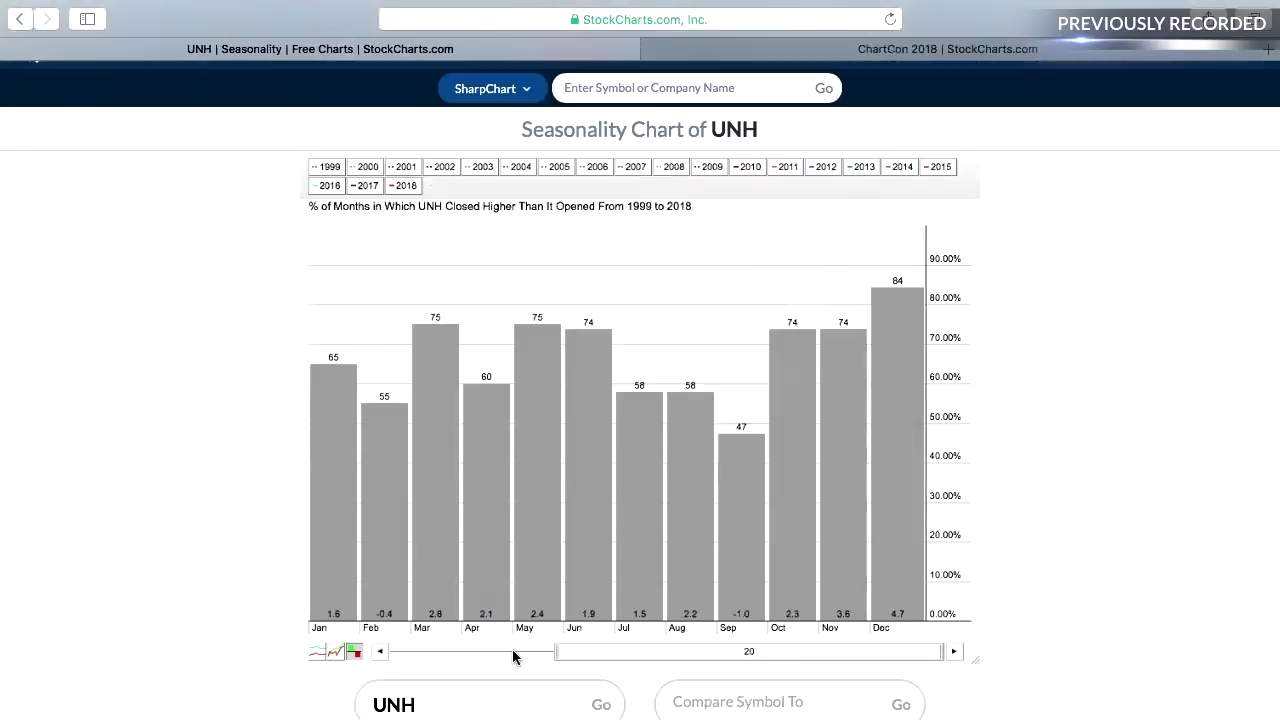 StockCharts.com, Inc.
PREVIOUSLY RECORDED
UNH | Seasonality | Free Charts | StockCharts.com
ChartCon 2018 | StockCharts.com
SharpChart
Enter Symbol or Company Name
Go
Seasonality Chart of UNH
1999 2000 2001 2002 2003 2004 2005 2006 2007 2008 2009 2010 2011 2012 2013 2014 2015
2016 2017 2018
% of Months in Which UNH Closed Higher Than It Opened From 1999 to 2018
90.00%
84
80.00%
75 75 74 74 74
70.00%
65
60 60.00%
58 58
55
50.00%
47
40.00%
30.00%
20.00%
10.00%
1.6 -0.4 2.8 2.1 2.4 1.9 1.5 2.2 -1.0 2.3 3.6 4.7 0.00%
Jan Feb Mar Apr May Jun Jul Aug Sep Oct Nov Dec
20
UNH Go
Compare Symbol To Go